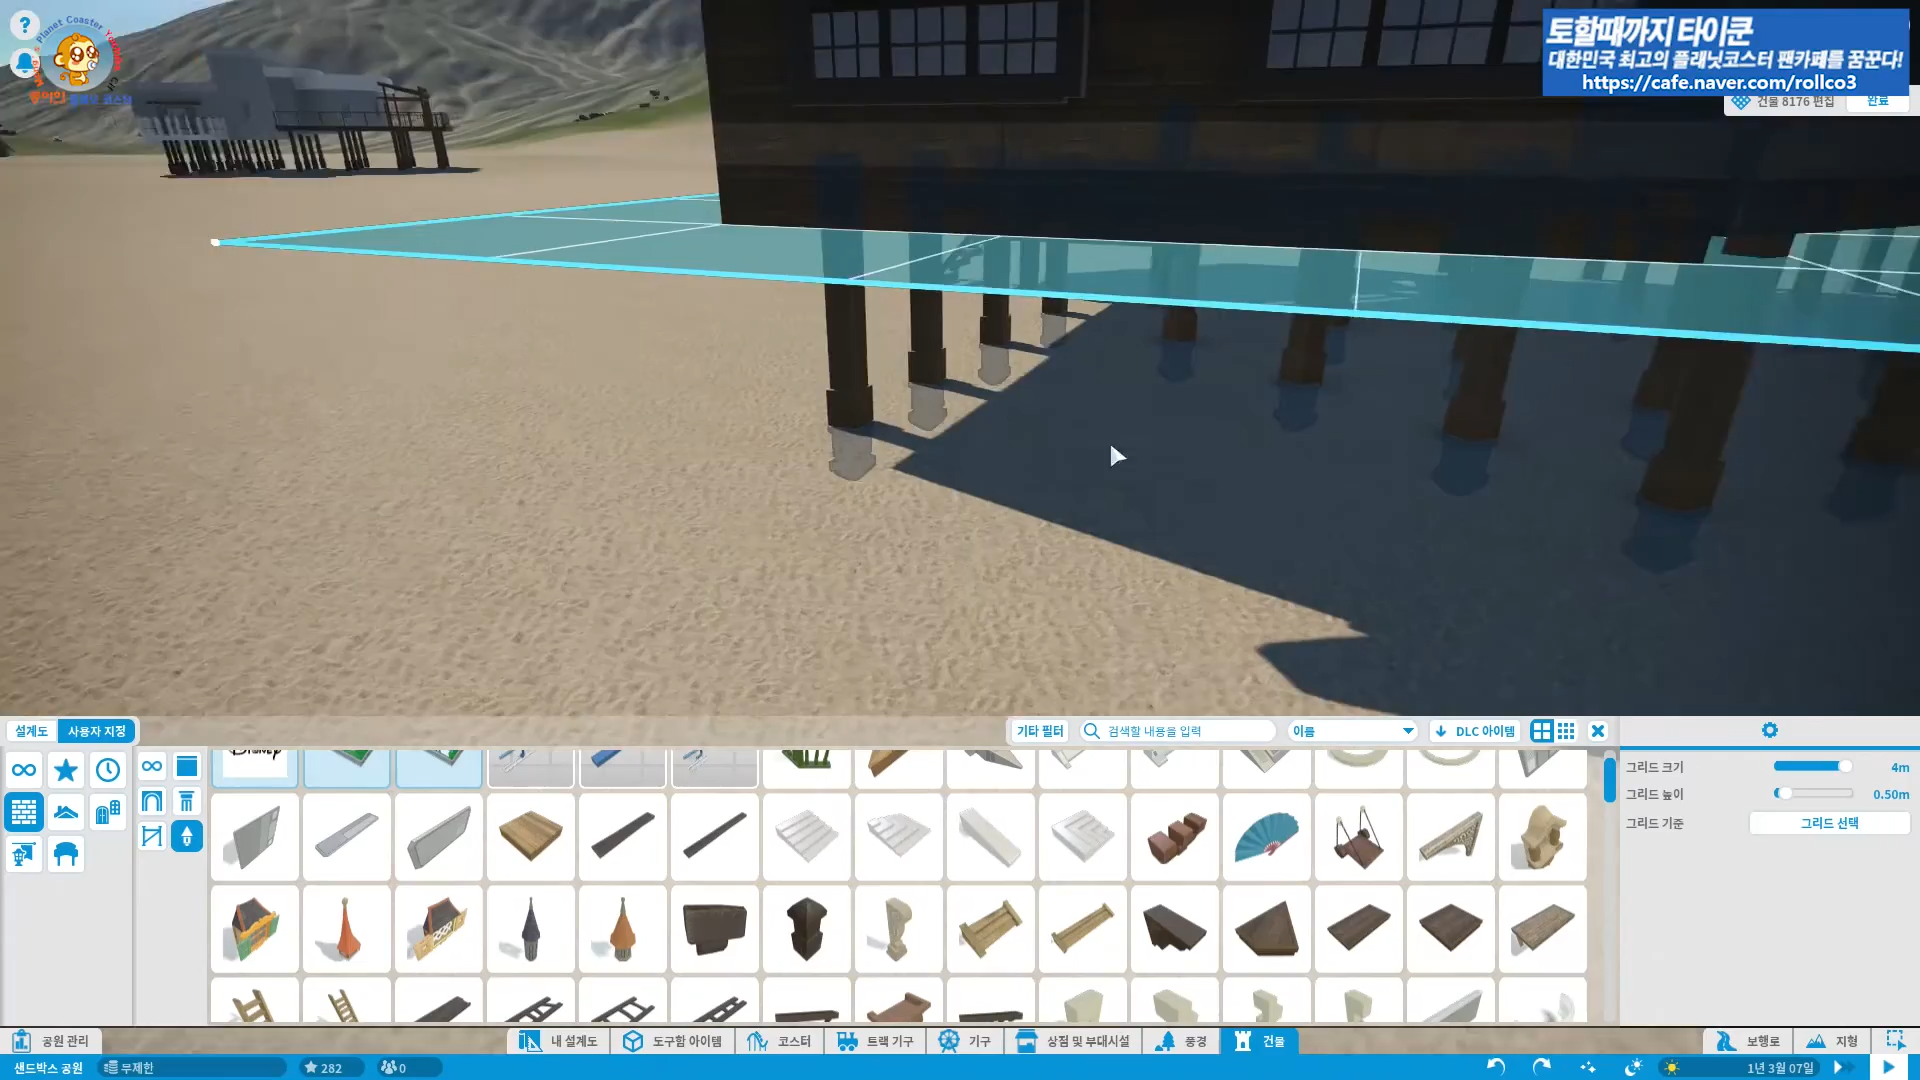 ?
Planet Coaster
토할때까지 타이쿤
대한민국 최고의 플래닛코스터 팬카페를 꿈꾼다!
https://cafe.naver.com/rollco3
건물 8176 편집
완료
설계도
사용자 지정
기타 필터
검색할 내용을 입력
이름
DLC 아이템
그리드 크기
4m
그리드 높이
0.50m
그리드 기준
그리드 선택
공원 관리
내 설계도
도구함 아이템
코스터
트랙 기구
기구
상점 및 부대시설
풍경
건물
보행로
지형
샌드박스 공원
무제한
282
0
1년 3월 07일